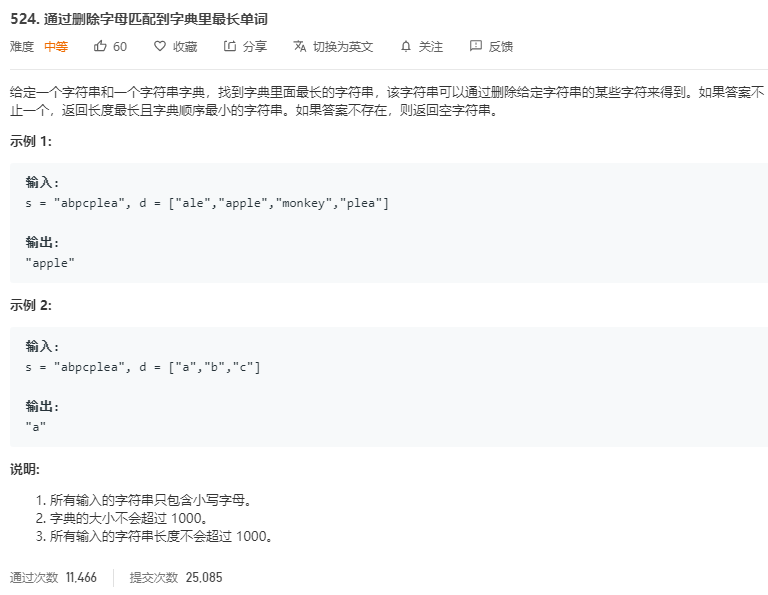 524. 通过删除字母匹配到字典里最长单词
难度 中等 60 收藏 分享 切换为英文 关注 反馈
给定一个字符串和一个字符串字典，找到字典里面最长的字符串，该字符串可以通过删除给定字符串的某些字符来得到。如果答案不
止一个，返回长度最长且字典顺序最小的字符串。如果答案不存在，则返回空字符串。
示例 1:
输入:
s = "abpcplea", d = ["ale","apple","monkey","plea"]
输出:
"apple"
示例 2:
输入:
s = "abpcplea", d = ["a","b","c"]
输出:
"a"
说明:
1. 所有输入的字符串只包含小写字母。
2. 字典的大小不会超过 1000。
3. 所有输入的字符串长度不会超过 1000。
通过次数 11,466 提交次数 25,085